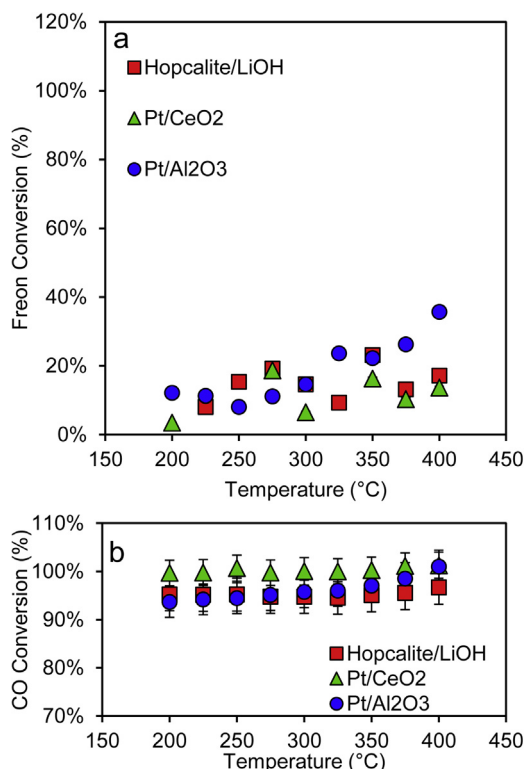 120%
a
Hopcalite/LiOH
100%
Pt/CeO2
80%
Pt/Al2O3
60%
40%
20%
0%
Freon Conversion (%)
150 200 250 300 350 400 450
Temperature (°C)
110%
b
100%
90%
80%
70%
CO Conversion (%)
Hopcalite/LiOH
Pt/CeO2
Pt/Al2O3
150 200 250 300 350 400 450
Temperature (°C)